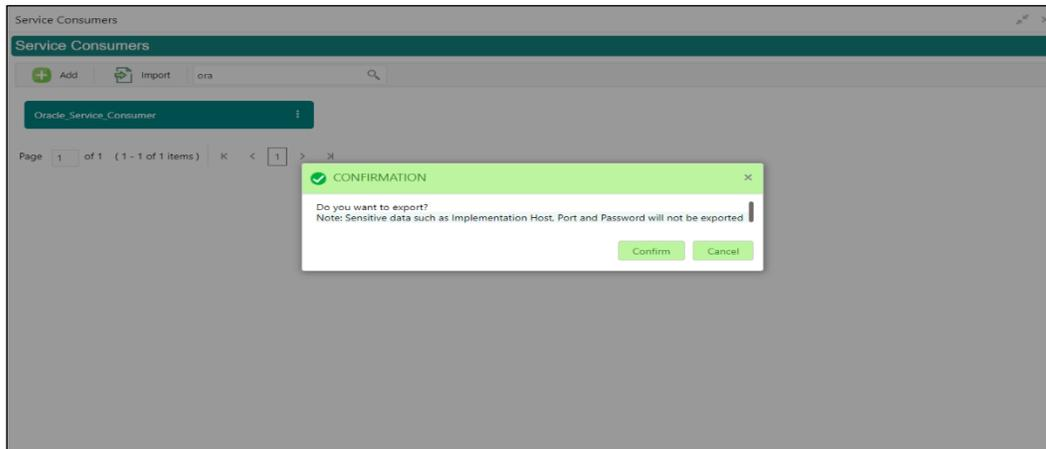 Service Consumers
Service Consumers
Add Import ora
Oracle_Service_Consumer
Page 1 of 1 (1 - 1 of 1 items) K < 1 > >|
CONFIRMATION
Do you want to export?
Note: Sensitive data such as Implementation Host, Port and Password will not be exported
Confirm Cancel